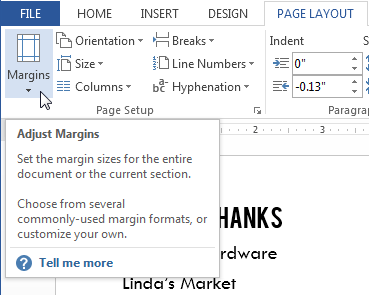 FILE HOME INSERT DESIGN PAGE LAYOUT
Margins
Orientation
Size
Columns
Breaks
Line Numbers
Hyphenation
Page Setup
Indent
0"
-0.13"
Paragrap
2 3
Adjust Margins
Set the margin sizes for the entire
document or the current section.
Choose from several
commonly-used margin formats, or
customize your own.
Tell me more
HANKS
rdware
Linda's Market